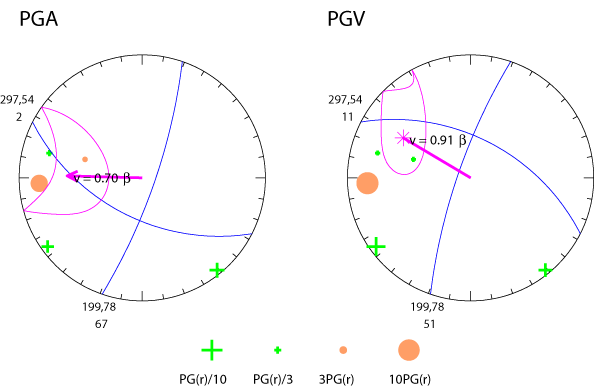 PGA
PGV
297,54
2
297,54
11
v = 0.70 β
v = 0.91 β
199,78
67
199,78
51
PG(r)/10 PG(r)/3 3PG(r) 10PG(r)